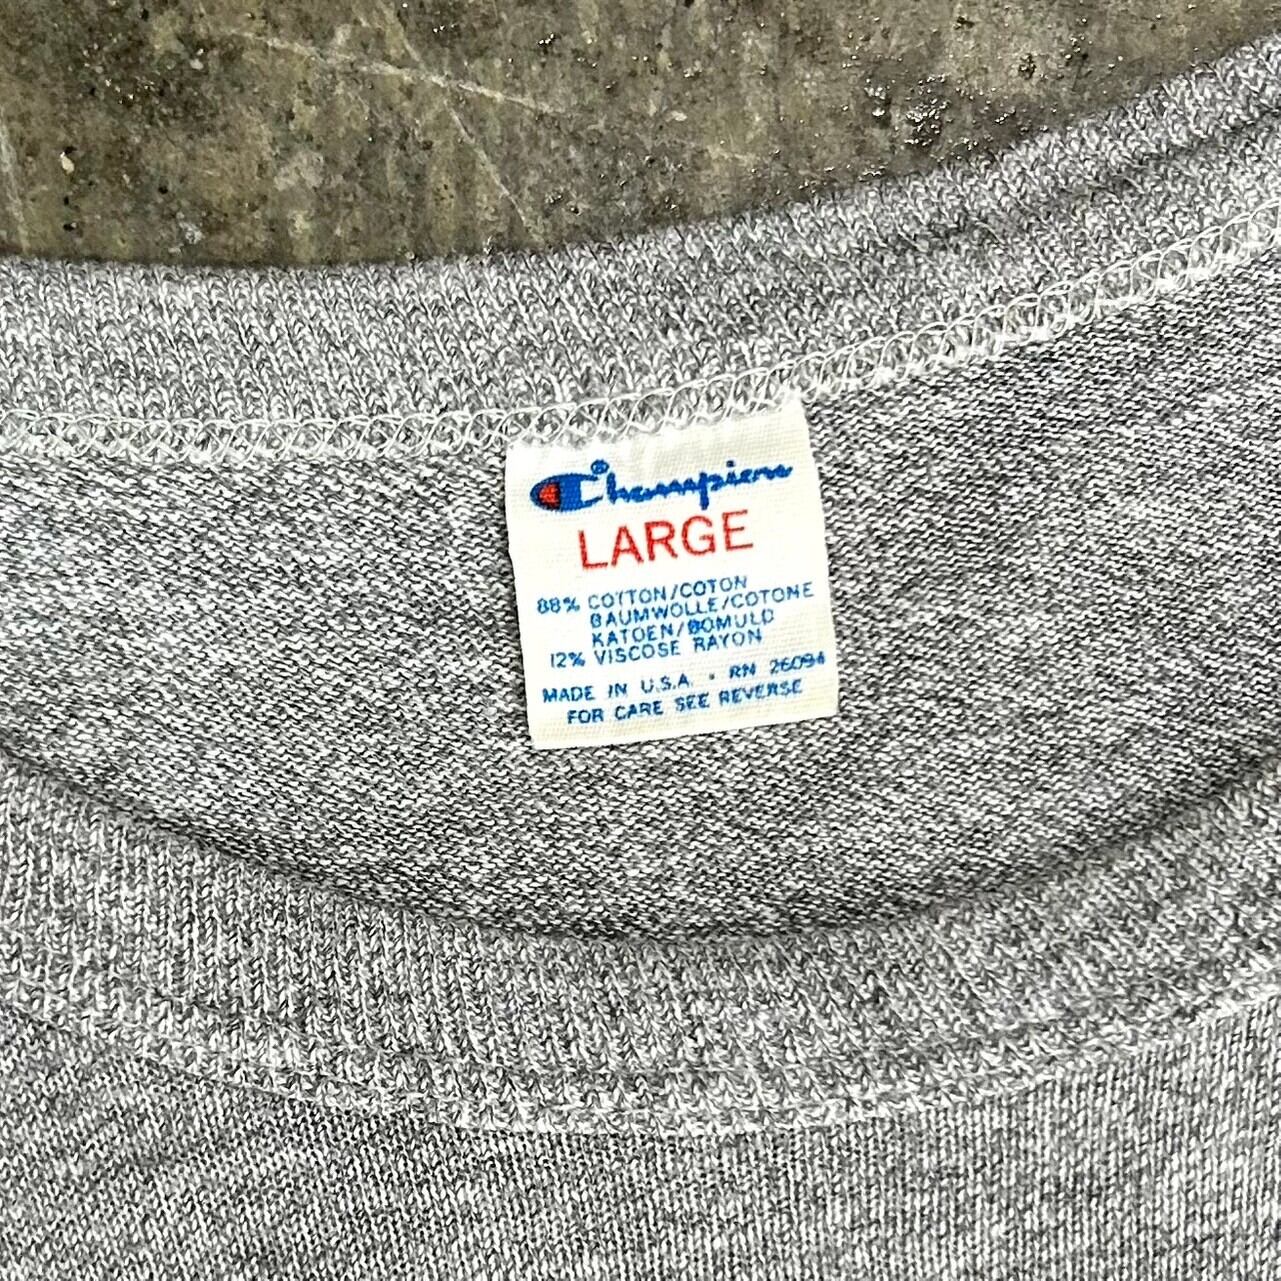 Champion®
LARGE
88% COTTON/COTON
BAUMWOLLE/COTONE
KATOEN/BOMULD
12% VISCOSE RAYON
MADE IN U.S.A. • RN 26094
FOR CARE SEE REVERSE